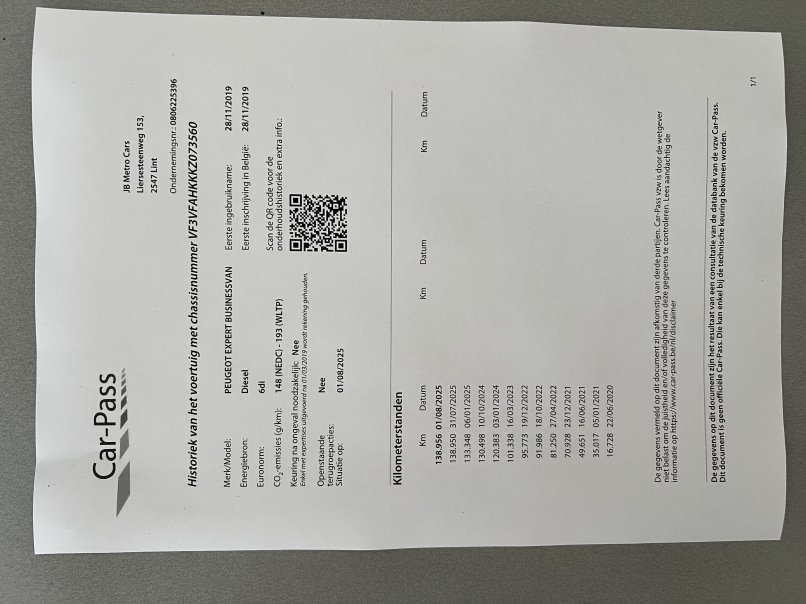 Car-Pass
JB Metro Cars
Liersesteenweg 153,
2547 Lint
Ondernemingsnr.: 0806225396
Historiek van het voertuig met chassisnummer VF3VFAHKKKZ073560
Merk/Model: PEUGEOT EXPERT BUSINESSVAN
Eerste ingebruikname: 28/11/2019
Energiebron: Diesel
Eerste inschrijving in België: 28/11/2019
Euronorm: 6di
CO2-emissies (g/km): 148 (NEDC) - 193 (WLTP)
Scan de QR code voor de
onderhoudshistoriek en extra info.:
Keuring na ongeval noodzakelijk: Nee
Enkel met expertises uitgevoerd na 01/03/2019 wordt rekening gehouden.
Openstaande Nee
terugroepacties:
Situatie op: 01/08/2025
Kilometerstanden
Km Datum Km Datum Km Datum
138.956 01/08/2025
138.950 31/07/2025
133.348 06/01/2025
130.498 10/10/2024
120.383 03/01/2024
101.338 16/03/2023
95.773 19/12/2022
91.986 18/10/2022
81.250 27/04/2022
70.928 23/12/2021
49.651 16/06/2021
35.017 05/01/2021
16.728 22/06/2020
De gegevens vermeld op dit document zijn afkomstig van derde partijen. Car-Pass vzw is door de wetgever
niet belast om de juistheid en/of volledigheid van deze gegevens te controleren. Lees aandachtig de
informatie op https://www.car-pass.be/nl/disclaimer
De gegevens op dit document zijn het resultaat van een consultatie van de databank van de vzw Car-Pass.
Dit document is geen officiële Car-Pass. Die kan enkel bij de technische keuring bekomen worden.
1/1